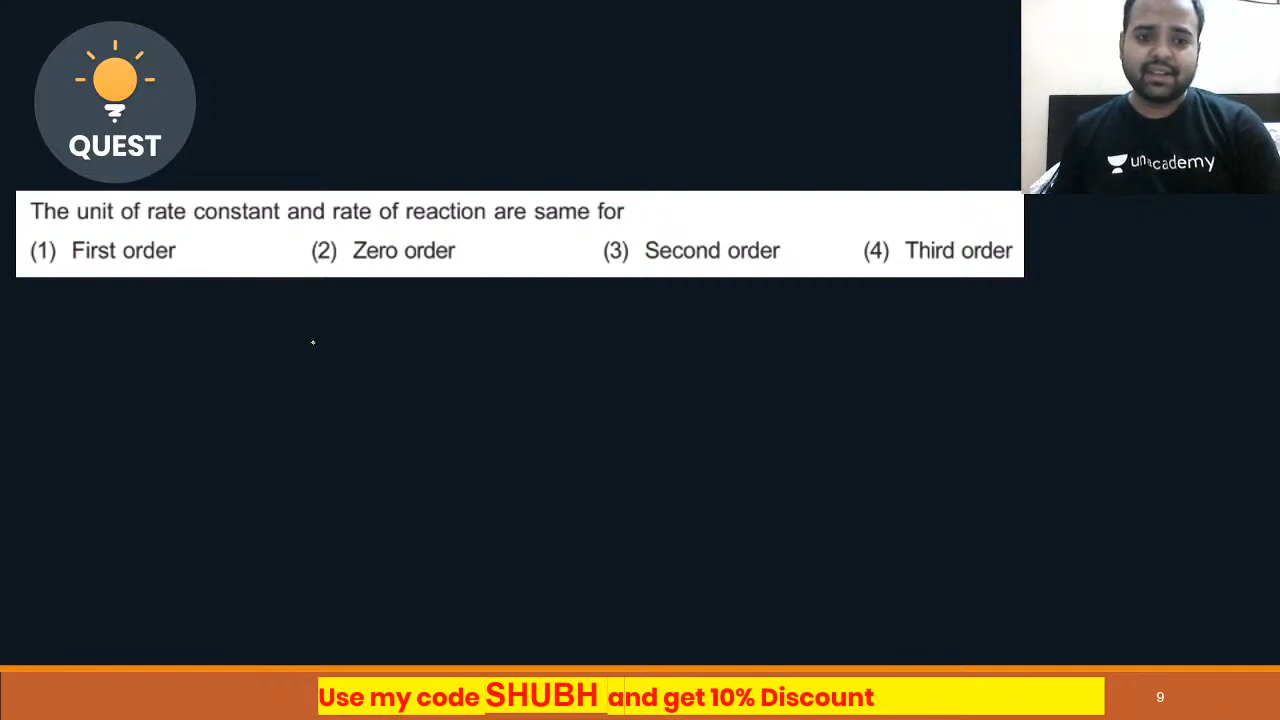 QUEST
unacademy
The unit of rate constant and rate of reaction are same for
(1) First order (2) Zero order (3) Second order (4) Third order
Use my code SHUBH and get 10% Discount
9